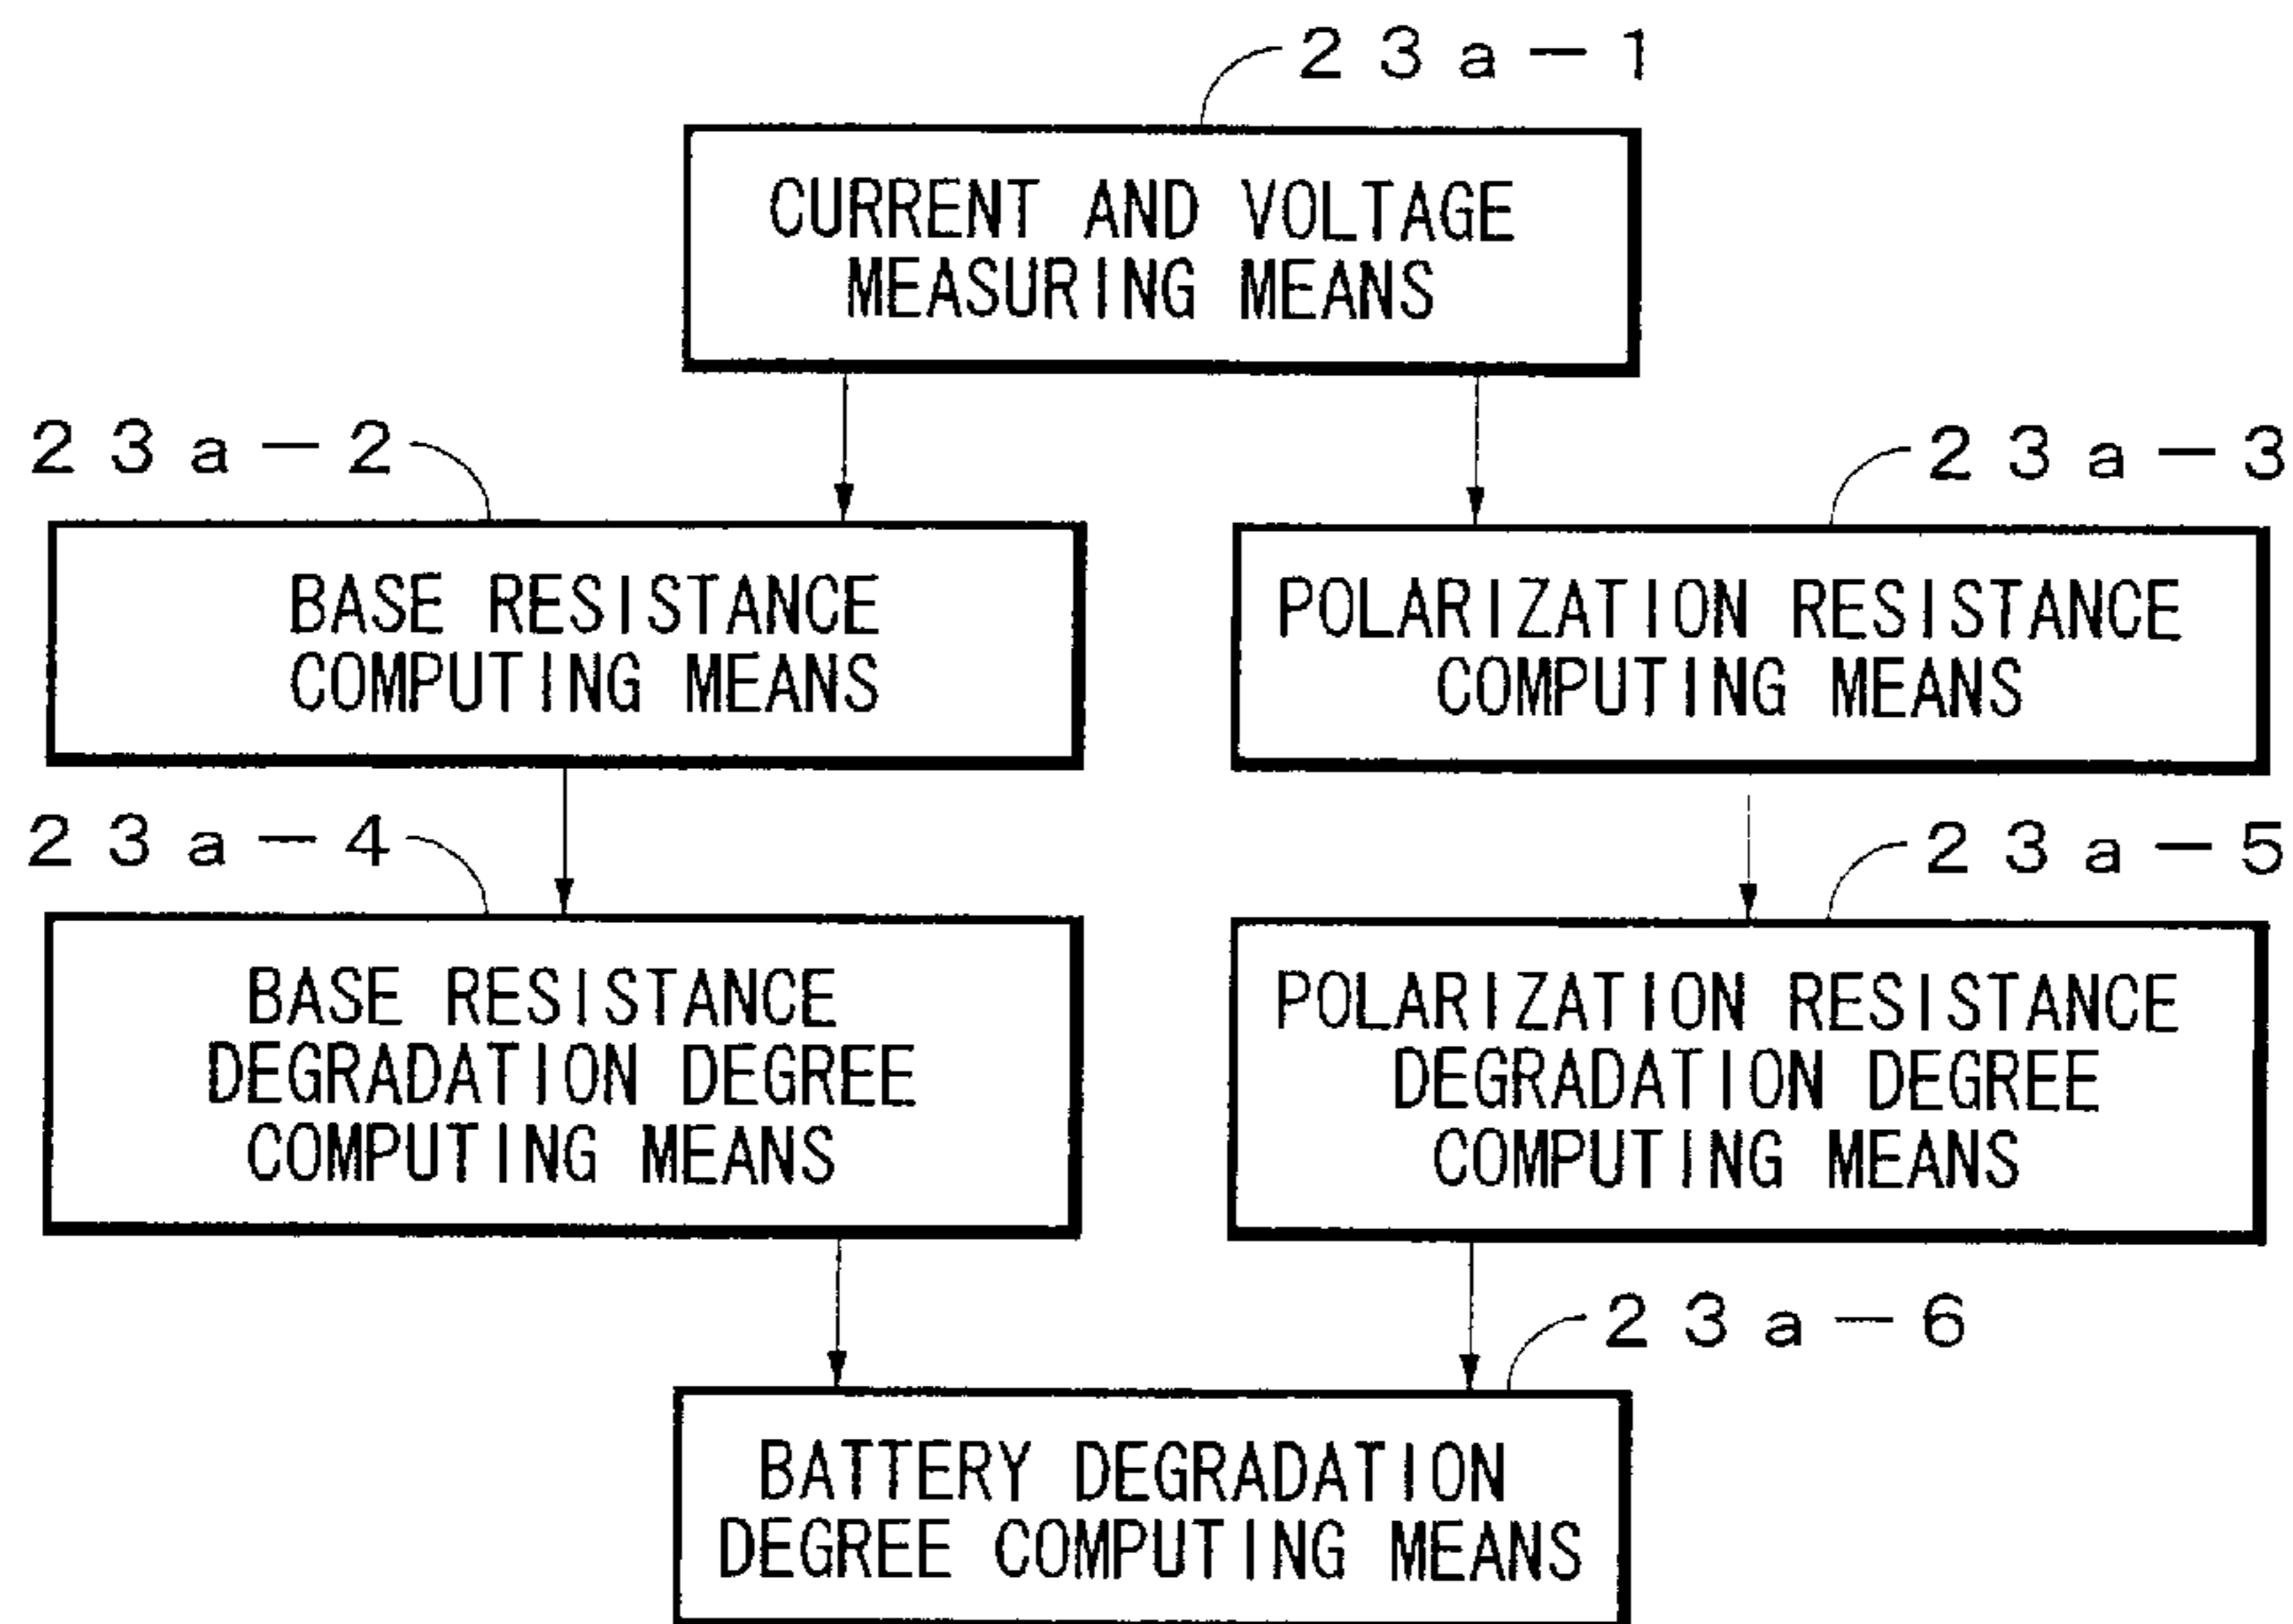 23a-1
CURRENT AND VOLTAGE
MEASURING MEANS
23a-2
23a-3
BASE RESISTANCE
COMPUTING MEANS
POLARIZATION RESISTANCE
COMPUTING MEANS
23a-4
23a-5
BASE RESISTANCE
DEGRADATION DEGREE
COMPUTING MEANS
POLARIZATION RESISTANCE
DEGRADATION DEGREE
COMPUTING MEANS
23a-6
BATTERY DEGRADATION
DEGREE COMPUTING MEANS